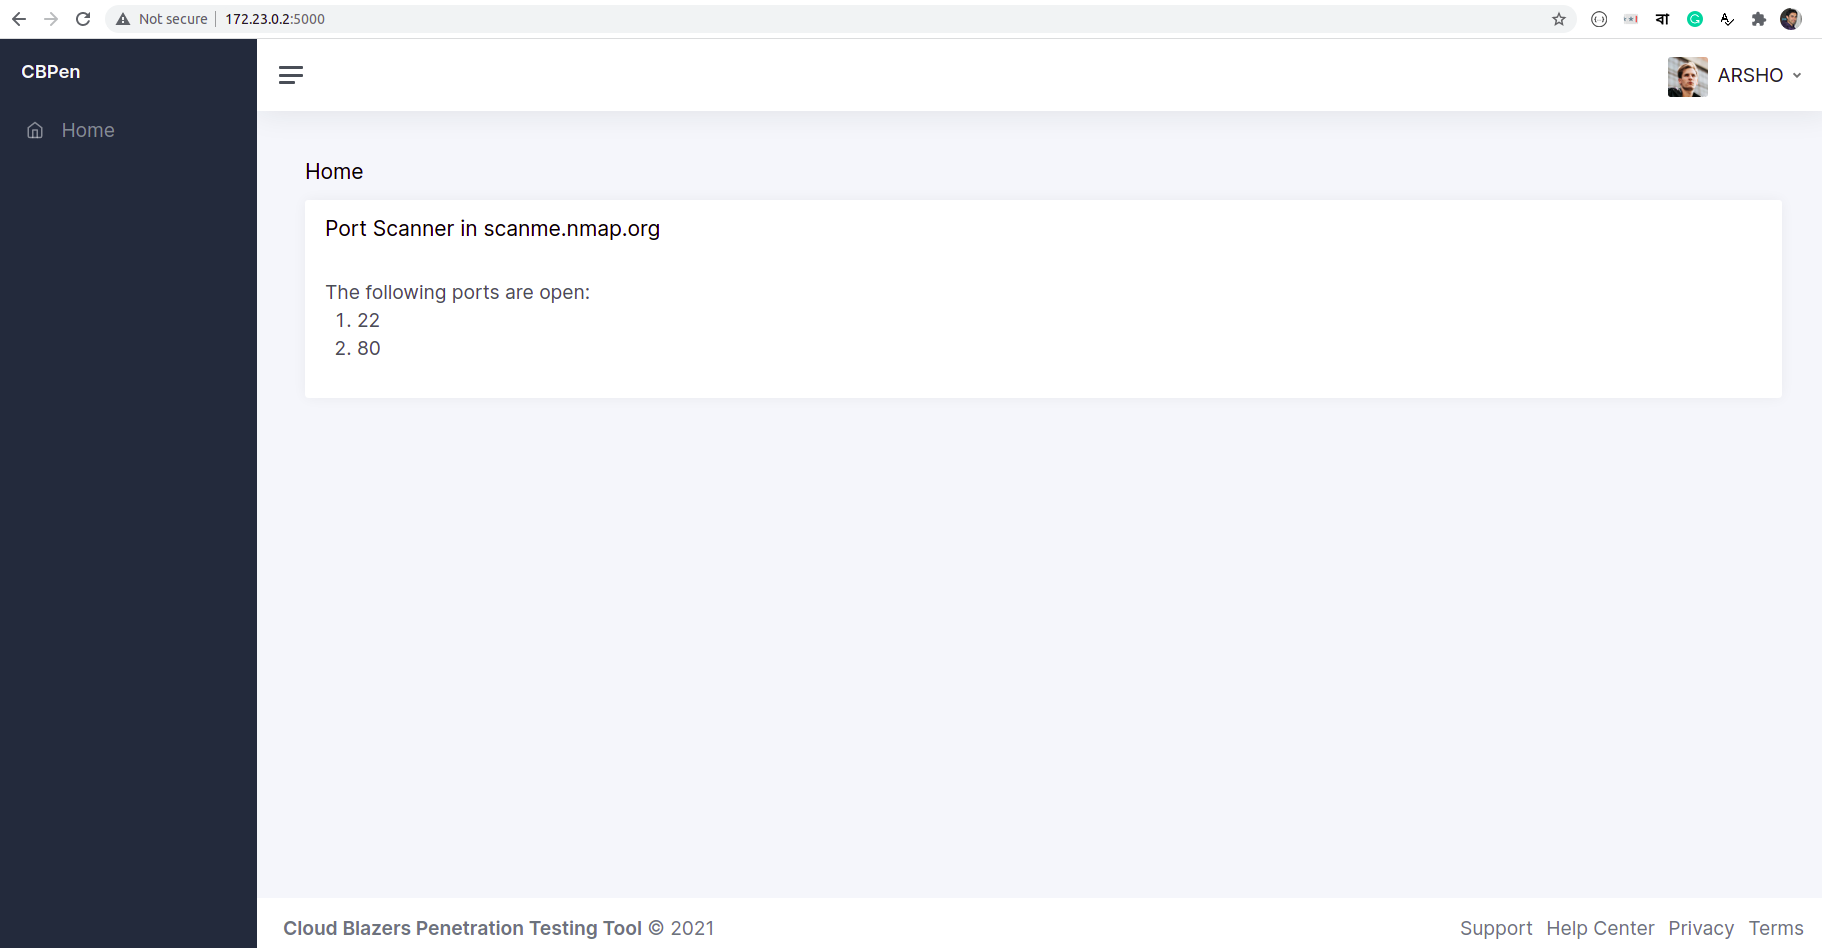 Not secure | 172.23.0.2:5000
বা
CBPen
ARSHO
Home
Home
Port Scanner in scanme.nmap.org
The following ports are open:
1. 22
2. 80
Cloud Blazers Penetration Testing Tool © 2021
Support Help Center Privacy Terms